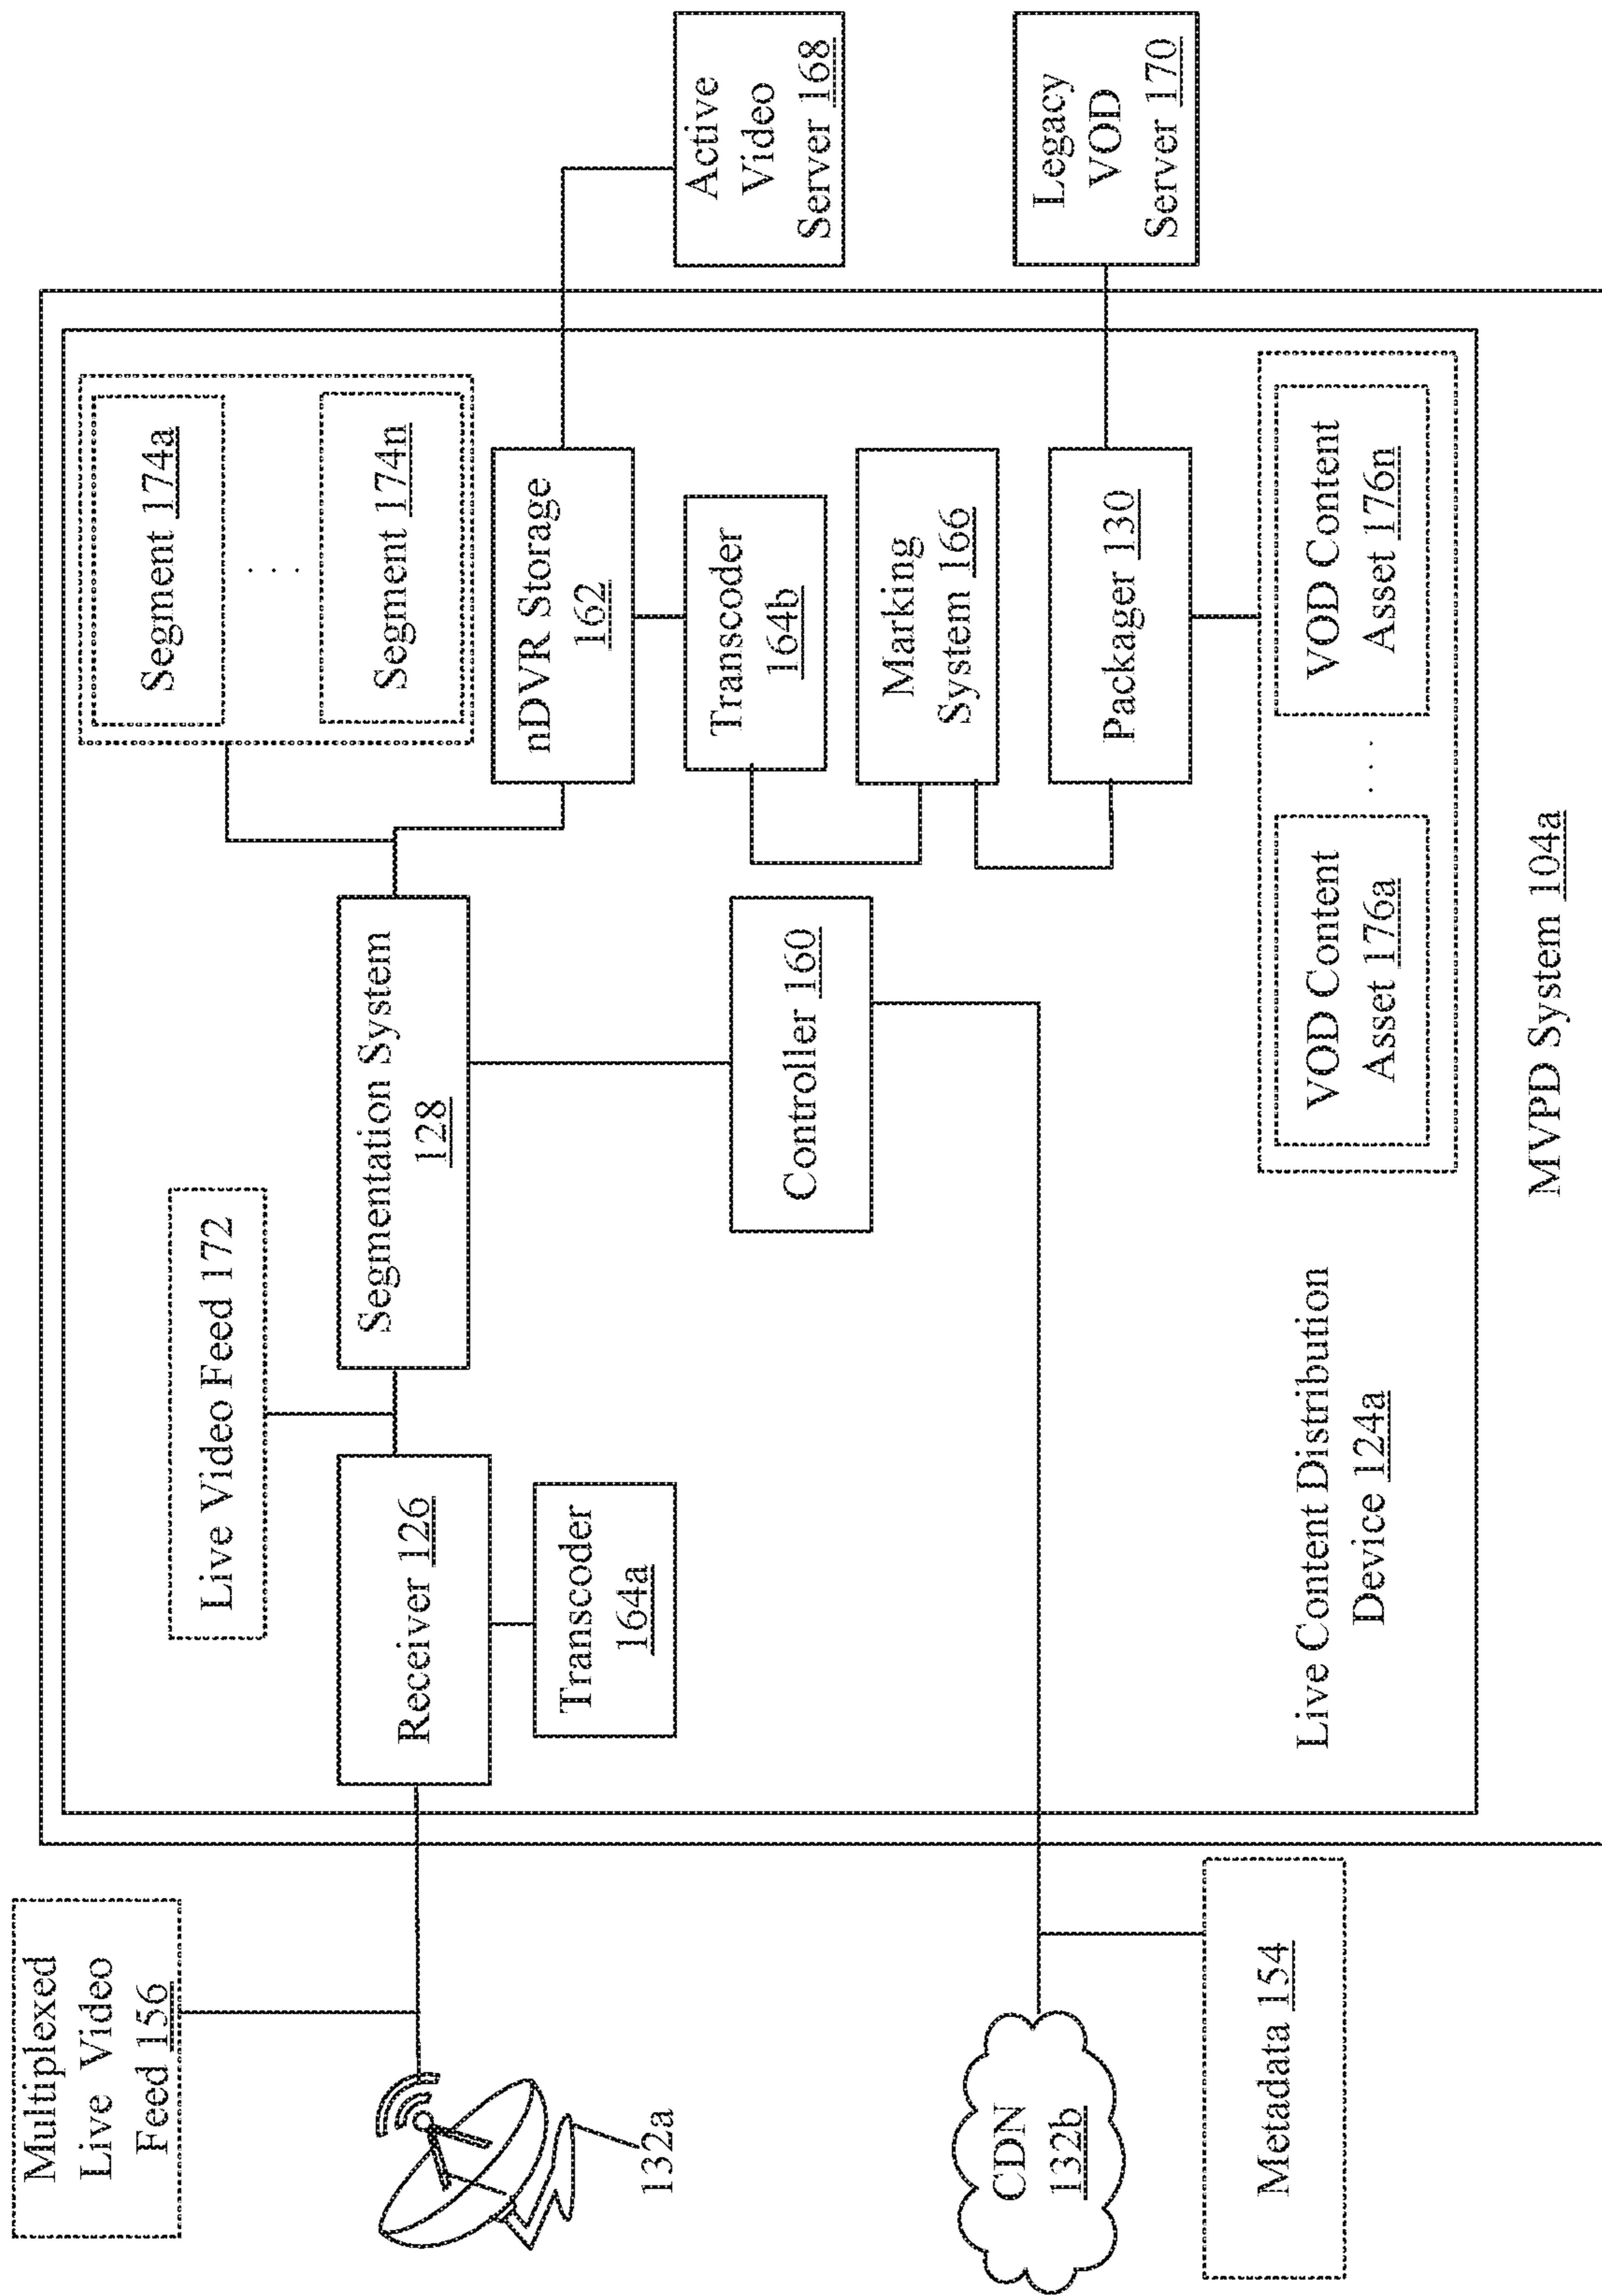 Multiplexed
Live Video
Feed 156
132a
CDN
132b
Metadata 154
Live Video Feed 172
Receiver 126
Transcoder
164a
Segmentation System
128
Controller 160
Segment 174a
. . .
Segment 174n
nDVR Storage
162
Transcoder
164b
Marking
System 166
Packager 130
VOD Content
Asset 176a
. . .
VOD Content
Asset 176n
Live Content Distribution
Device 124a
MVPD System 104a
Active
Video
Server 168
Legacy
VOD
Server 170